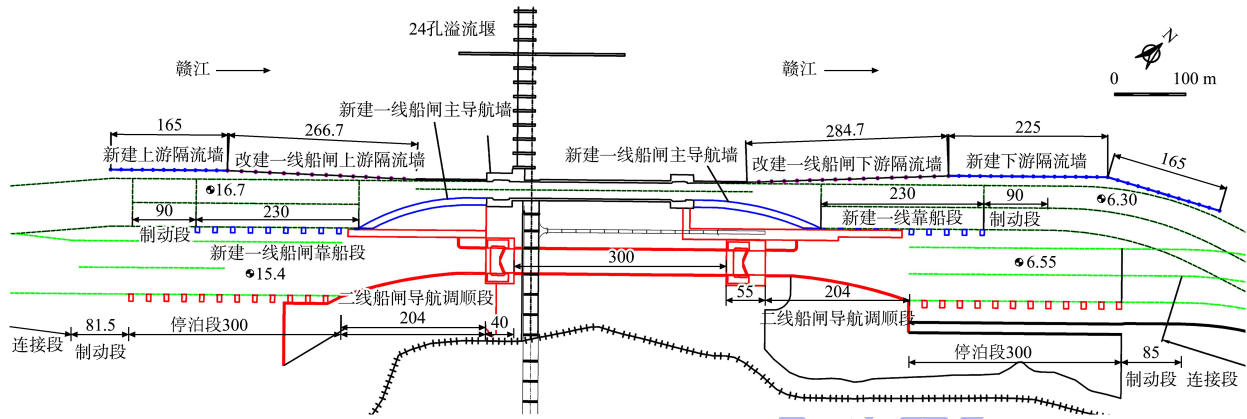 24孔溢流堰
N
赣江
赣江
0 100 m
新建一线船闸主导航墙
165
266.7
284.7
225
新建上游隔流墙
改建一线船闸上游隔流墙
新建一线船闸主导航墙
改建一线船闸下游隔流墙
新建下游隔流墙
165
16.7
6.30
90
230
230
90
制动段
新建一线靠船段
制动段
新建一线船闸靠船段
15.4
300
6.55
二线船闸导航调顺段
55
204
81.5
停泊段300
204
40
二线船闸导航调顺段
连接段
制动段
停泊段300
85
制动段
连接段